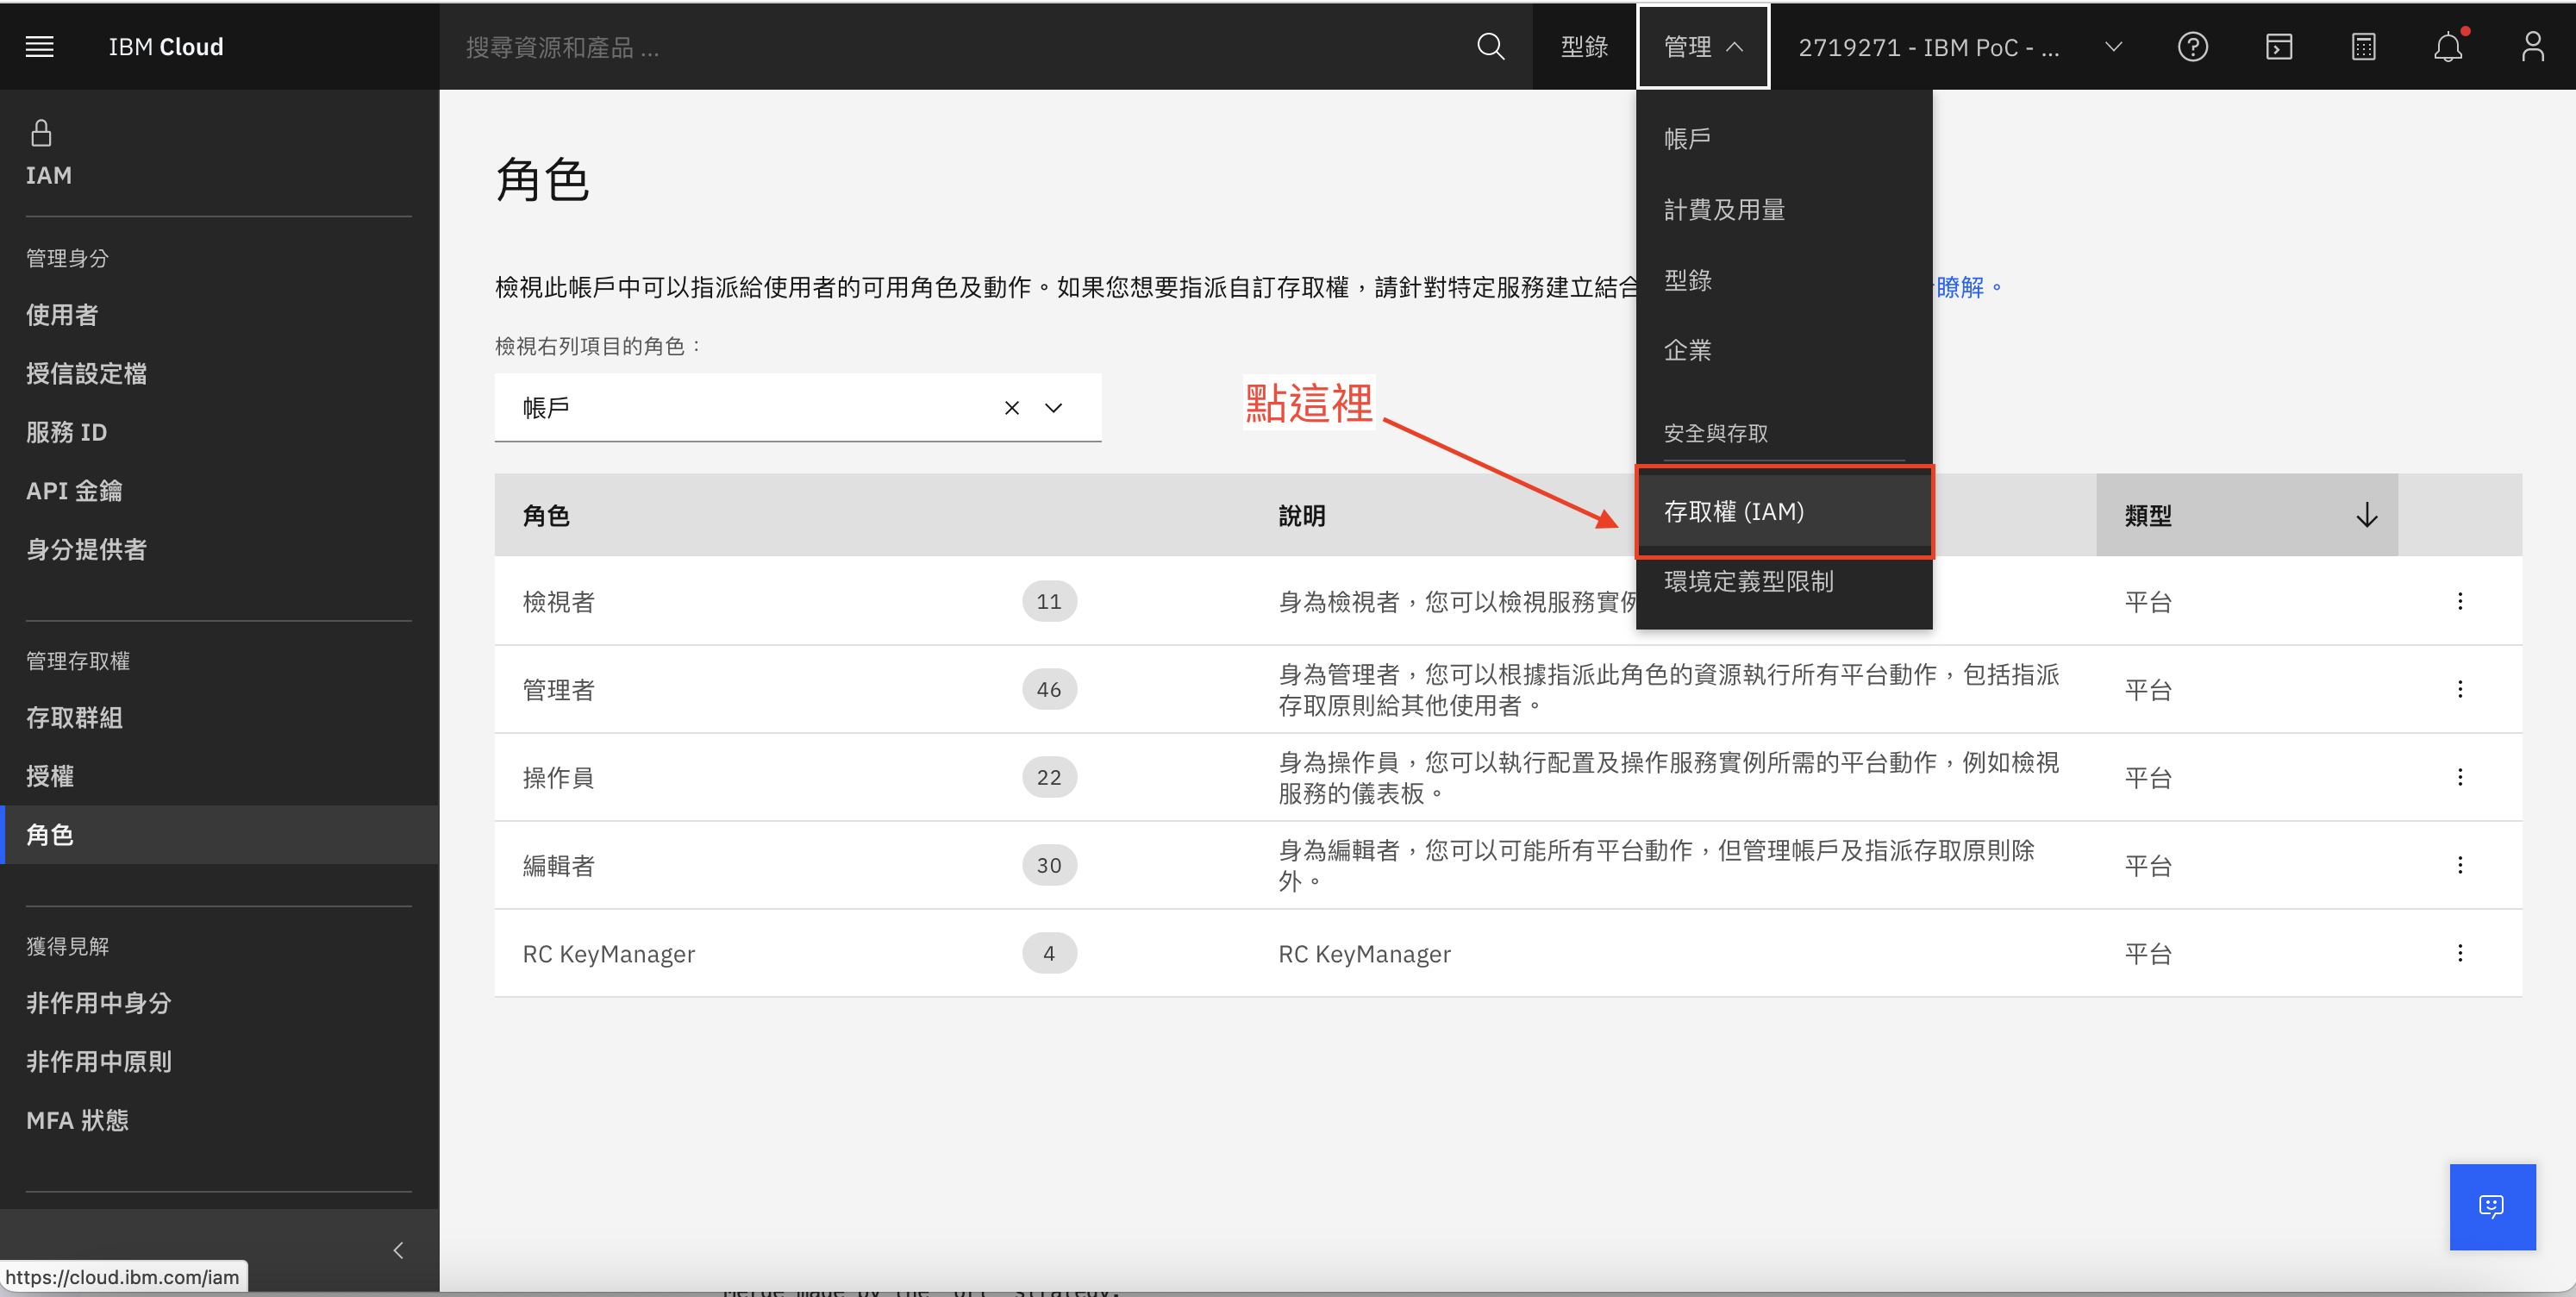 IBM Cloud
搜尋資源和產品 ...
型錄
管理
2719271 - IBM PoC - ...
IAM
管理身分
使用者
授信設定檔
服務 ID
API 金鑰
身分提供者
管理存取權
存取群組
授權
角色
獲得見解
非作用中身分
非作用中原則
MFA 狀態
https://cloud.ibm.com/iam
角色
檢視此帳戶中可以指派給使用者的可用角色及動作。如果您想要指派自訂存取權，請針對特定服務建立結合
瞭解。
檢視右列項目的角色：
帳戶
點這裡
帳戶
計費及用量
型錄
企業
安全與存取
存取權 (IAM)
環境定義型限制
角色
說明
類型
檢視者
11
身為檢視者，您可以檢視服務實例
平台
管理者
46
身為管理者，您可以根據指派此角色的資源執行所有平台動作，包括指派
存取原則給其他使用者。
平台
操作員
22
身為操作員，您可以執行配置及操作服務實例所需的平台動作，例如檢視
服務的儀表板。
平台
編輯者
30
身為編輯者，您可以可能所有平台動作，但管理帳戶及指派存取原則除
外。
平台
RC KeyManager
4
RC KeyManager
平台